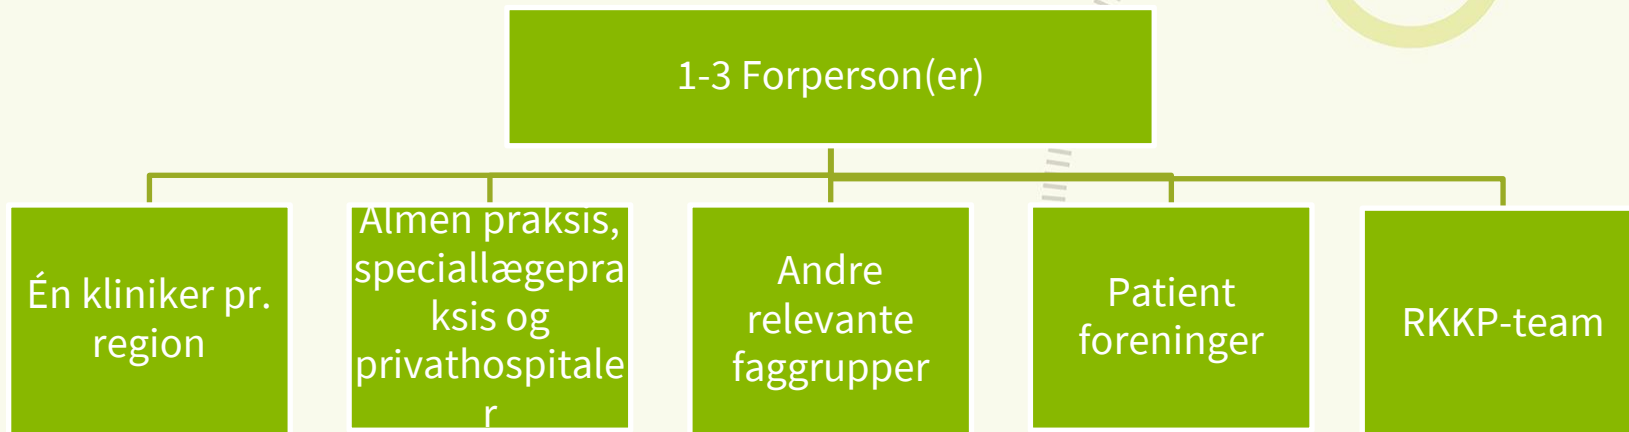 1-3 Forperson(er)
Én kliniker pr.
region
Almen praksis,
speciallægepra
ksis og
privathospitale
r
Andre
relevante
faggrupper
Patient
foreninger
RKKP-team